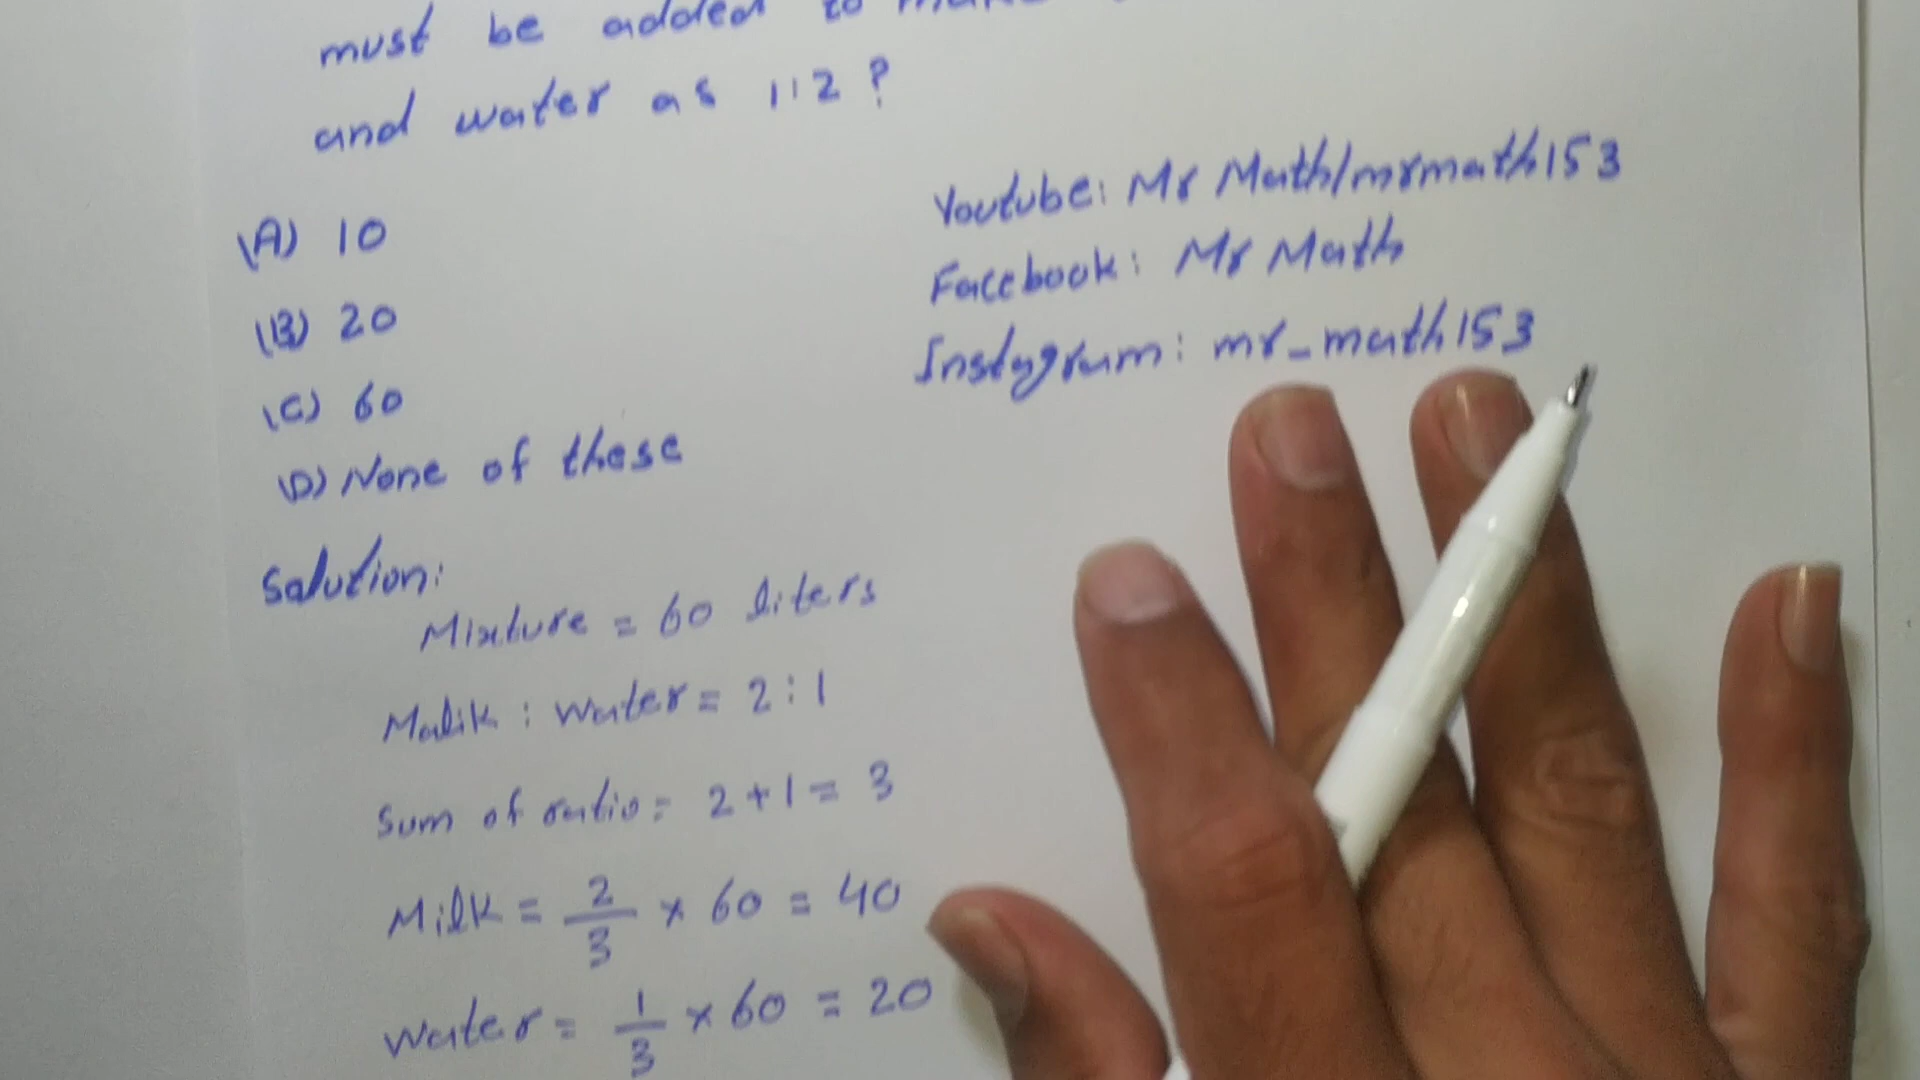 must be added to make
and water as 1:2 ?
(A) 10
(B) 20
(C) 60
(D) None of these
Youtube: Mr Math/mrmath153
Facebook: Mr Math
Instagram: mr_math153
Solution:
Mixture = 60 liters
Malik : Water = 2 : 1
Sum of ratio = 2 + 1 = 3
Milk = 2/3 × 60 = 40
Water = 1/3 × 60 = 20